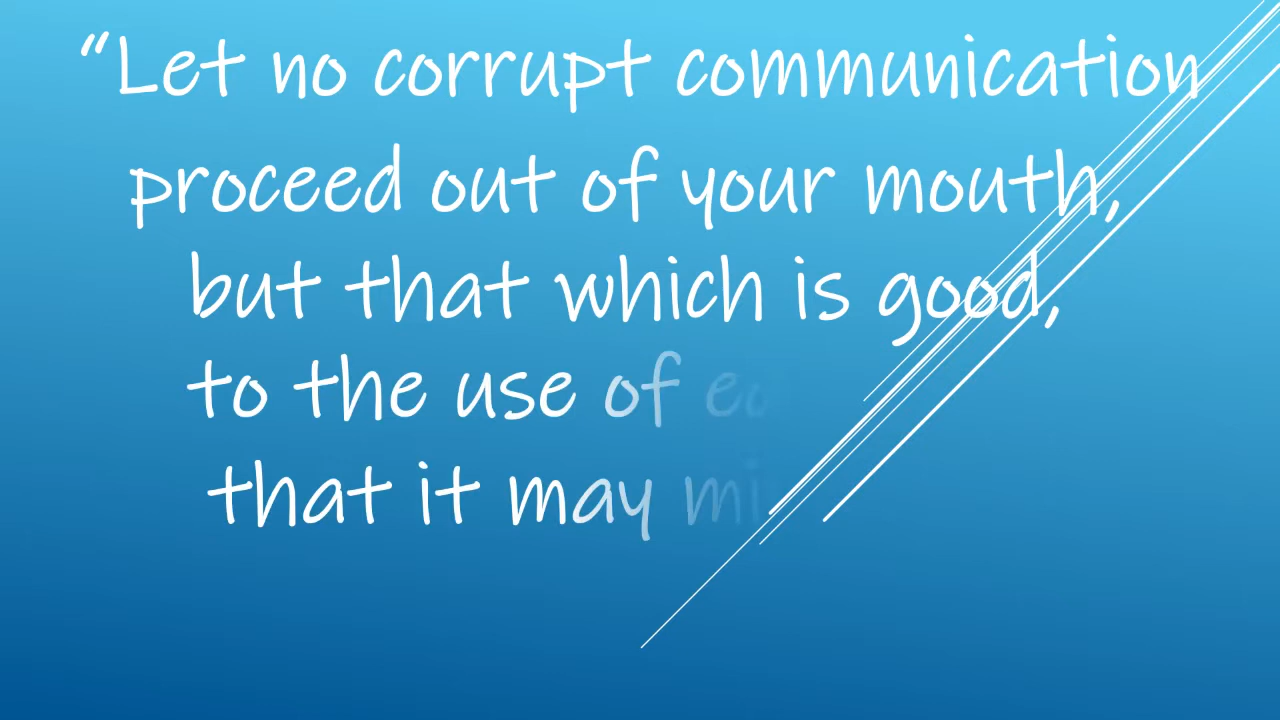 “Let no corrupt communication
proceed out of your mouth,
but that which is good,
to the use of
that it may